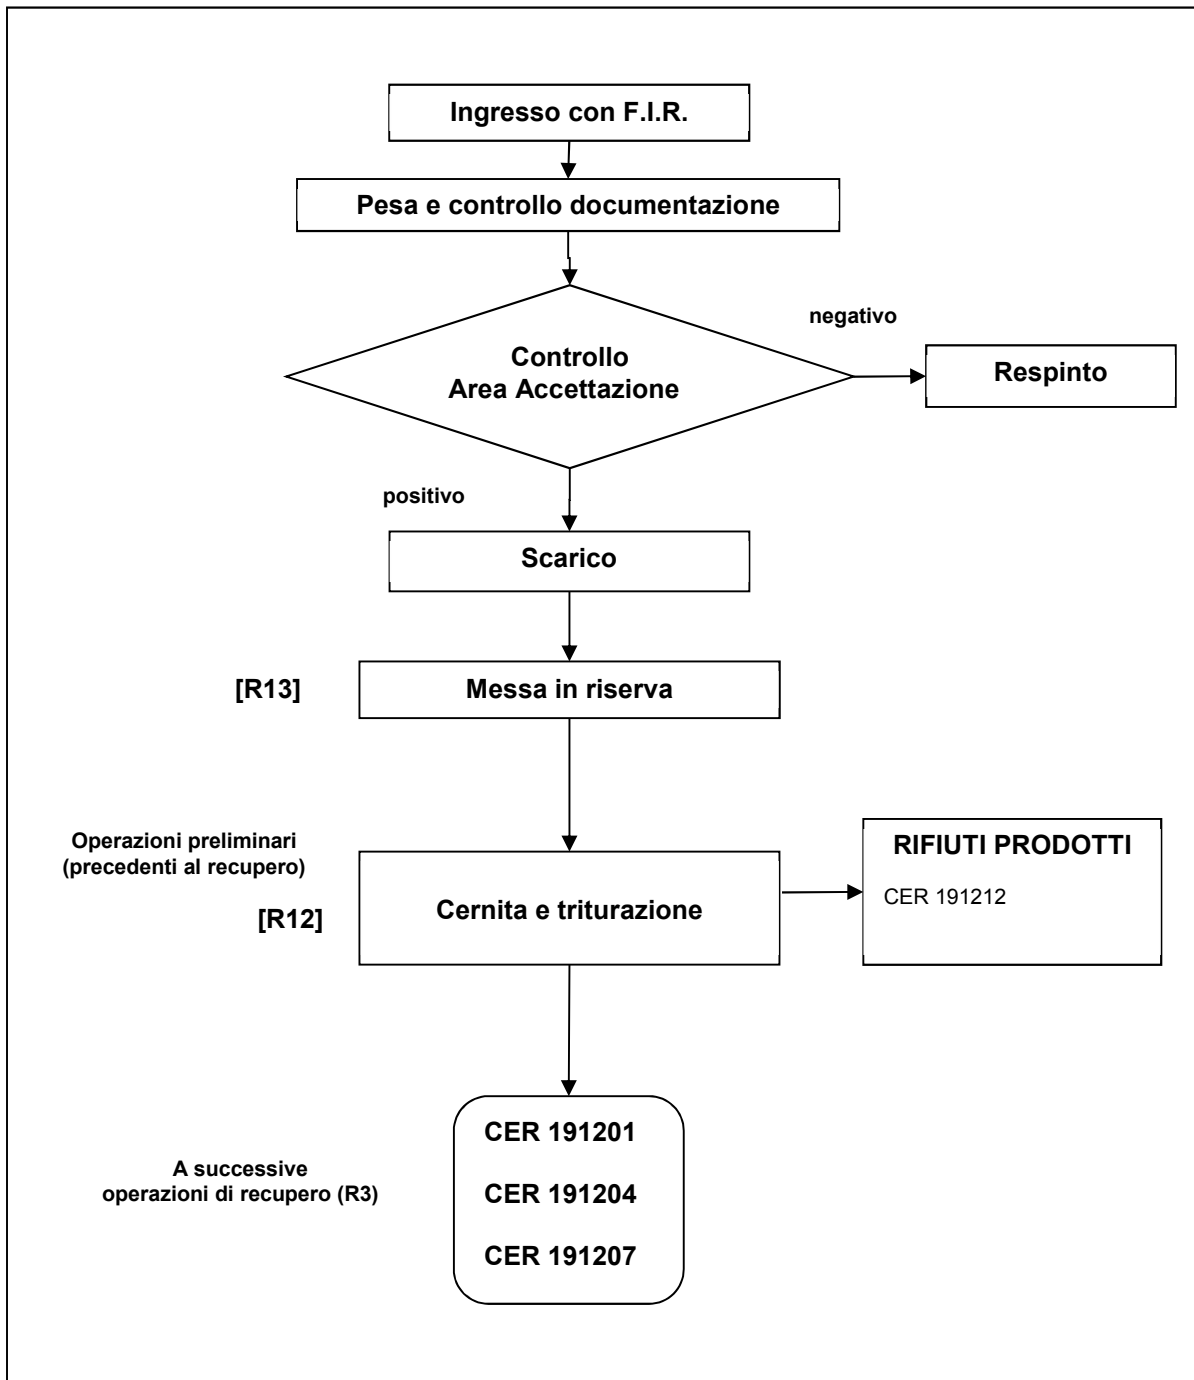 Ingresso con F.I.R.
Pesa e controllo documentazione
negativo
Controllo
Area Accettazione
Respinto
positivo
Scarico
[R13]
Messa in riserva
Operazioni preliminari
(precedenti al recupero)
[R12]
Cernita e triturazione
RIFIUTI PRODOTTI
CER 191212
A successive
operazioni di recupero (R3)
CER 191201
CER 191204
CER 191207